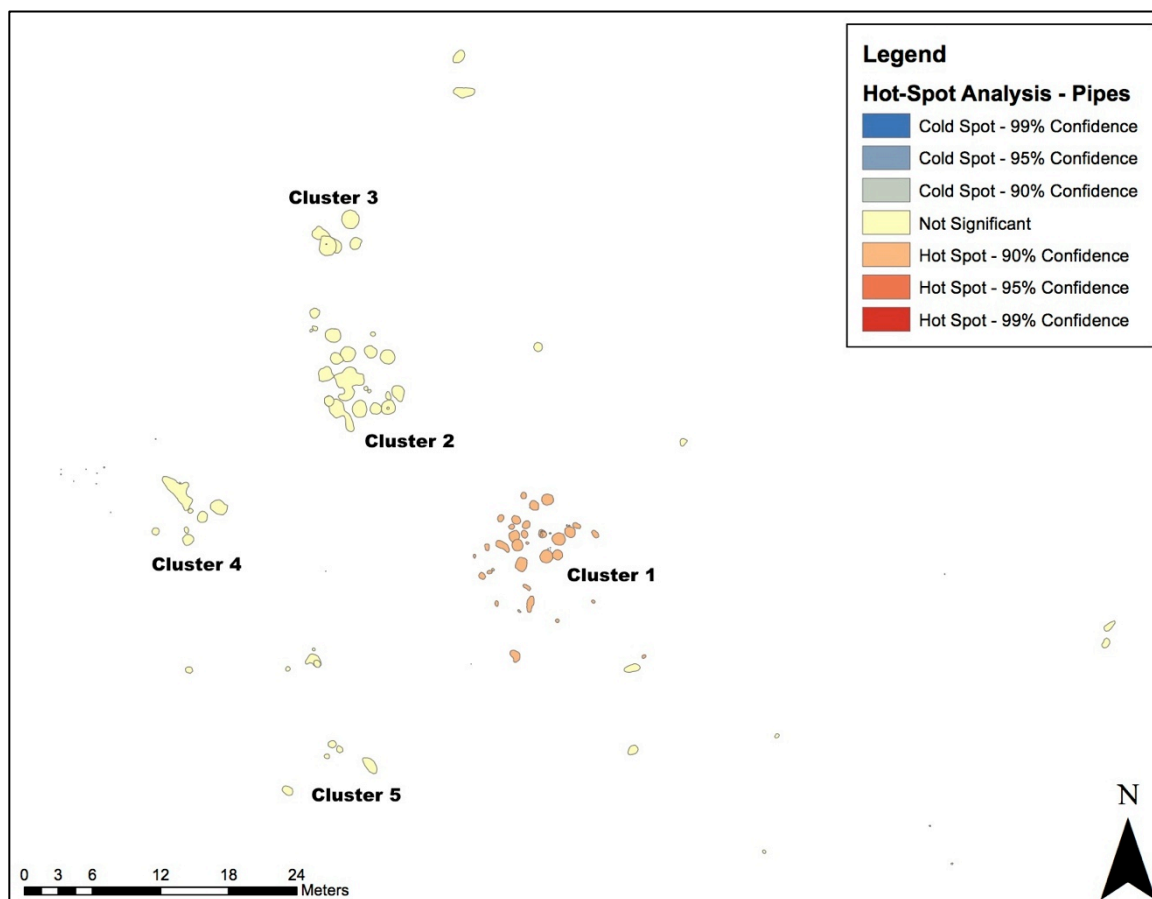 Legend
Hot-Spot Analysis - Pipes
Cold Spot - 99% Confidence
Cold Spot - 95% Confidence
Cold Spot - 90% Confidence
Not Significant
Hot Spot - 90% Confidence
Hot Spot - 95% Confidence
Hot Spot - 99% Confidence
Cluster 3
Cluster 2
Cluster 4
Cluster 1
Cluster 5
N
0 3 6 12 18 24
Meters